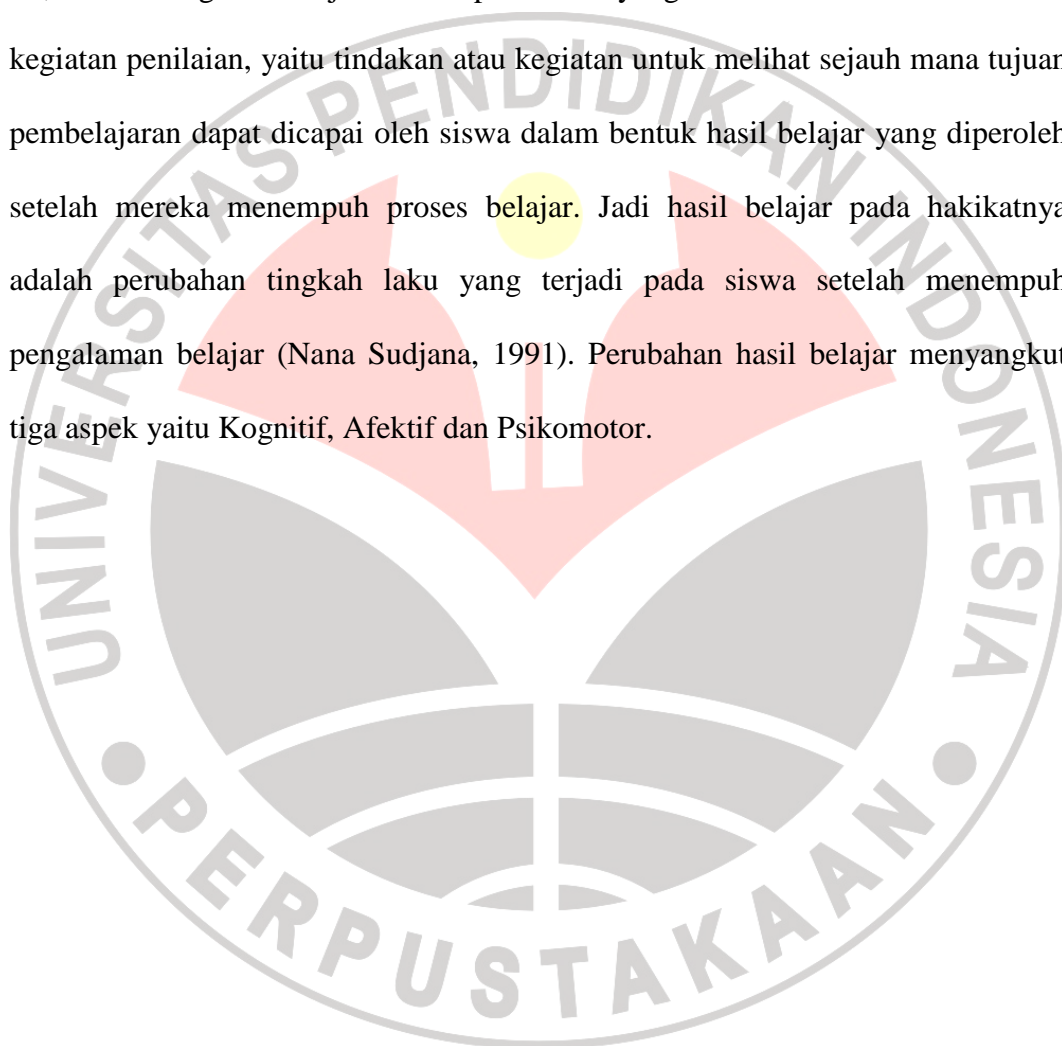 kegiatan penilaian, yaitu tindakan atau kegiatan untuk melihat sejauh mana tujuan
pembelajaran dapat dicapai oleh siswa dalam bentuk hasil belajar yang diperoleh
setelah mereka menempuh proses belajar. Jadi hasil belajar pada hakikatnya
adalah perubahan tingkah laku yang terjadi pada siswa setelah menempuh
pengalaman belajar (Nana Sudjana, 1991). Perubahan hasil belajar menyangkut
tiga aspek yaitu Kognitif, Afektif dan Psikomotor.
UNIVERSITAS PENDIDIKAN INDONESIA
PERPUSTAKAAN